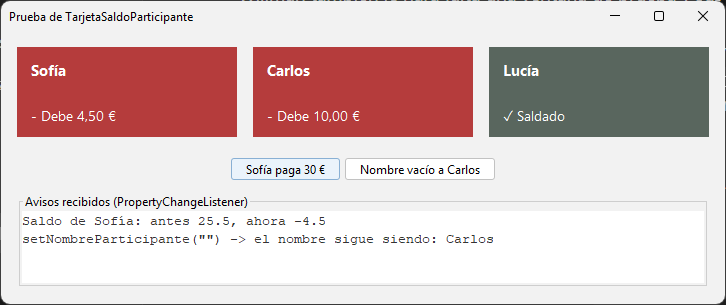 Prueba de TarjetaSaldoParticipante
Sofía
Carlos
Lucía
- Debe 4,50 €
- Debe 10,00 €
✓ Saldado
Sofía paga 30 €
Nombre vacío a Carlos
Avisos recibidos (PropertyChangeListener)
Saldo de Sofía: antes 25.5, ahora -4.5
setNombreParticipante("") -> el nombre sigue siendo: Carlos